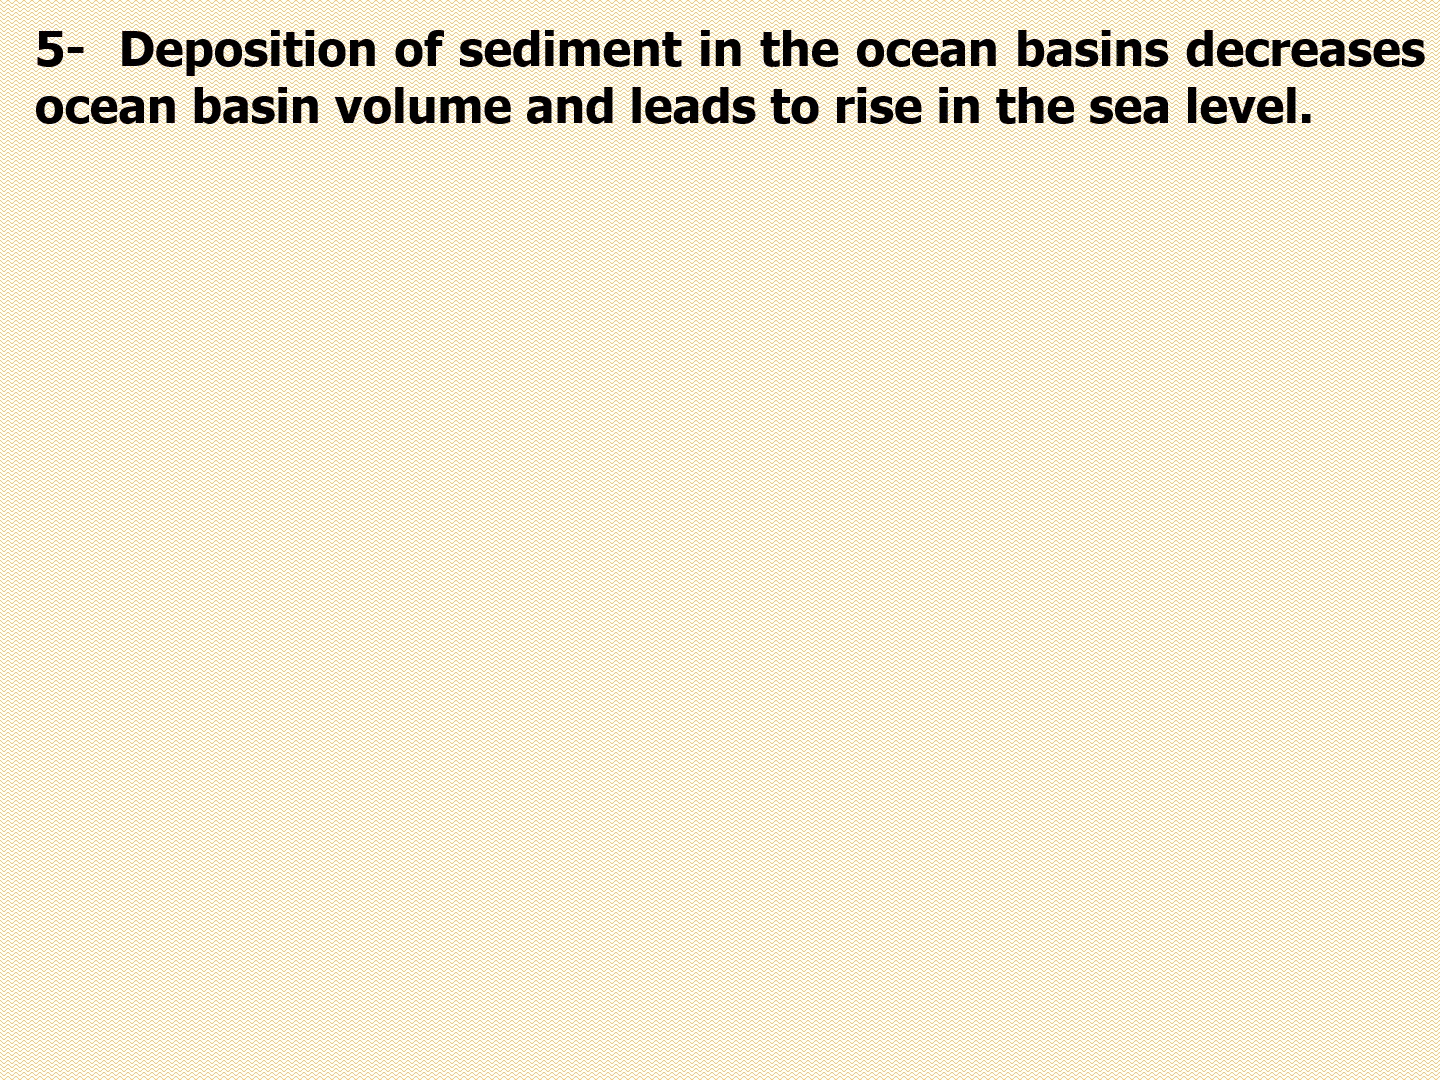 5-  Deposition of sediment in the ocean basins decreases
ocean basin volume and leads to rise in the sea level.